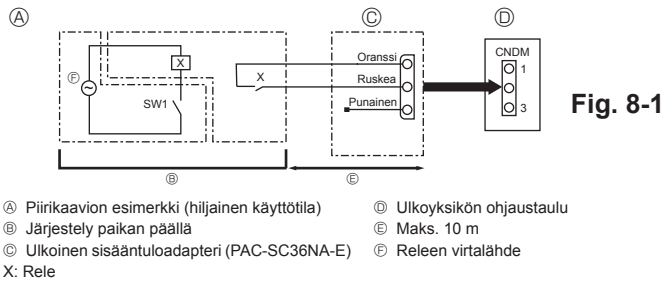 Ⓐ Ⓒ Ⓓ
Oranssi CNDM
X X Ruskea 1
Ⓕ SW1 Punainen 3 Fig. 8-1
Ⓑ Ⓔ
Ⓐ Piirikaavion esimerkki (hiljainen käyttötila)
Ⓑ Järjestely paikan päällä
Ⓒ Ulkoinen sisääntuloadapteri (PAC-SC36NA-E)
X: Rele
Ⓓ Ulkoyksikön ohjaustaulu
Ⓔ Maks. 10 m
Ⓕ Releen virtalähde